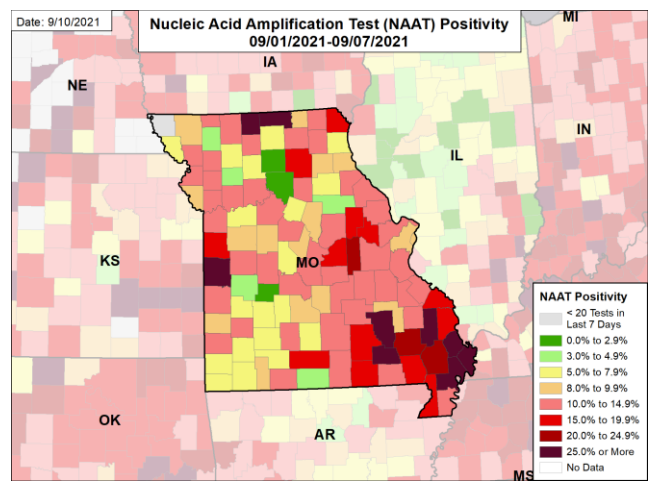 Date: 9/10/2021
Nucleic Acid Amplification Test (NAAT) Positivity
09/01/2021-09/07/2021
MI
IA
NE
IL
IN
KS
MO
OK
AR
MS
NAAT Positivity
< 20 Tests in
Last 7 Days
0.0% to 2.9%
3.0% to 4.9%
5.0% to 7.9%
8.0% to 9.9%
10.0% to 14.9%
15.0% to 19.9%
20.0% to 24.9%
25.0% or More
No Data